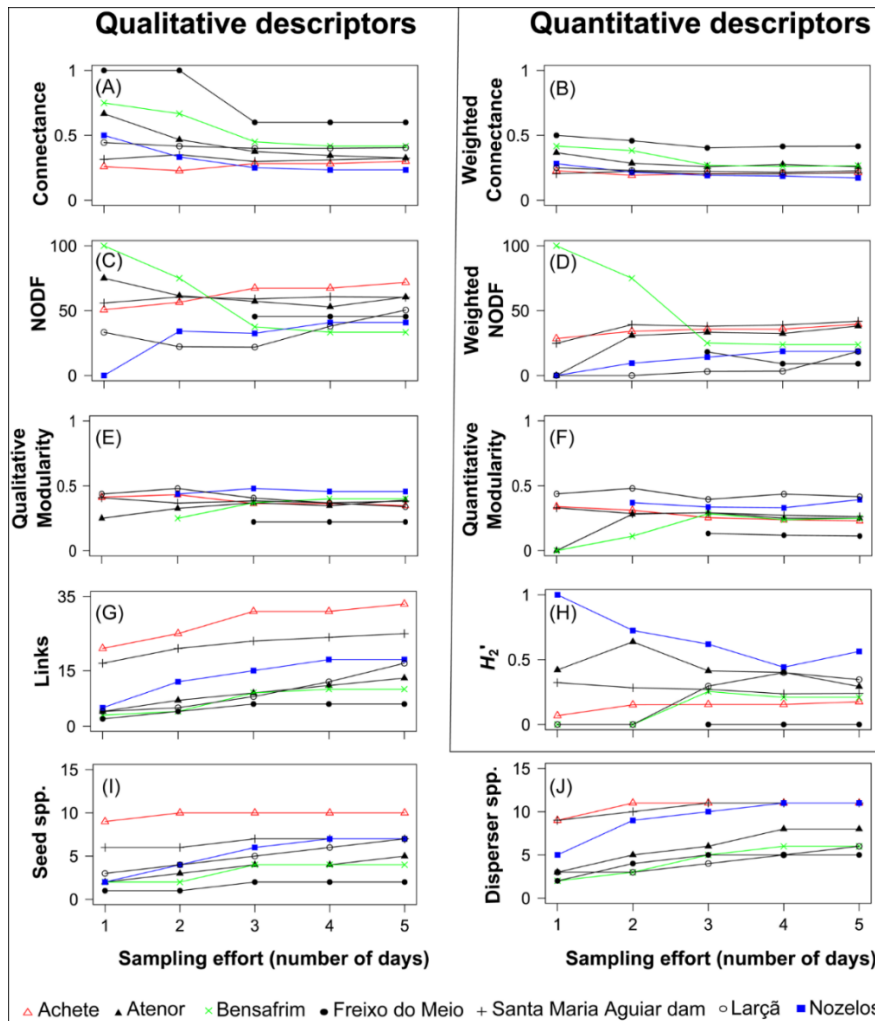 Qualitative descriptors
Quantitative descriptors
(A)
Connectance
1
0.5
0
(B)
Weighted
Connectance
1
0.5
0
(C)
NODF
100
50
0
(D)
Weighted
NODF
100
50
0
(E)
Qualitative
Modularity
1
0.5
0
(F)
Quantitative
Modularity
1
0.5
0
(G)
Links
35
15
0
(H)
H2'
1
0.5
0
(I)
Seed spp.
15
10
5
0
1 2 3 4 5
Sampling effort (number of days)
(J)
Disperser spp.
15
10
5
0
1 2 3 4 5
Sampling effort (number of days)
Achete Atenor Bensafrim Freixo do Meio Santa Maria Aguiar dam Larçã Nozelos